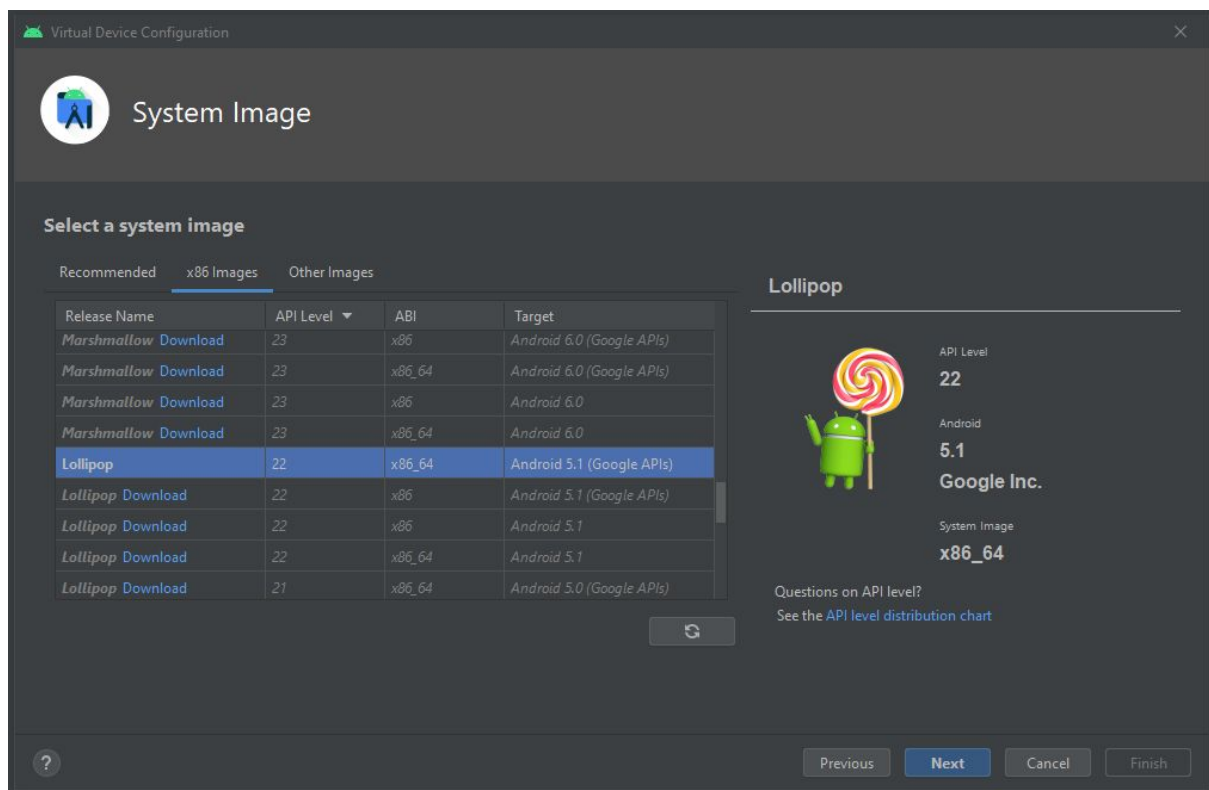 Virtual Device Configuration
System Image
Select a system image
Recommended x86 Images Other Images
Release Name API Level ABI Target
Marshmallow Download 23 x86 Android 6.0 (Google APIs)
Marshmallow Download 23 x86_64 Android 6.0 (Google APIs)
Marshmallow Download 23 x86 Android 6.0
Marshmallow Download 23 x86_64 Android 6.0
Lollipop 22 x86_64 Android 5.1 (Google APIs)
Lollipop Download 22 x86 Android 5.1 (Google APIs)
Lollipop Download 22 x86 Android 5.1
Lollipop Download 22 x86_64 Android 5.1
Lollipop Download 21 x86_64 Android 5.0 (Google APIs)
Lollipop
API Level
22
Android
5.1
Google Inc.
System Image
x86_64
Questions on API level?
See the API level distribution chart
? Previous Next Cancel Finish